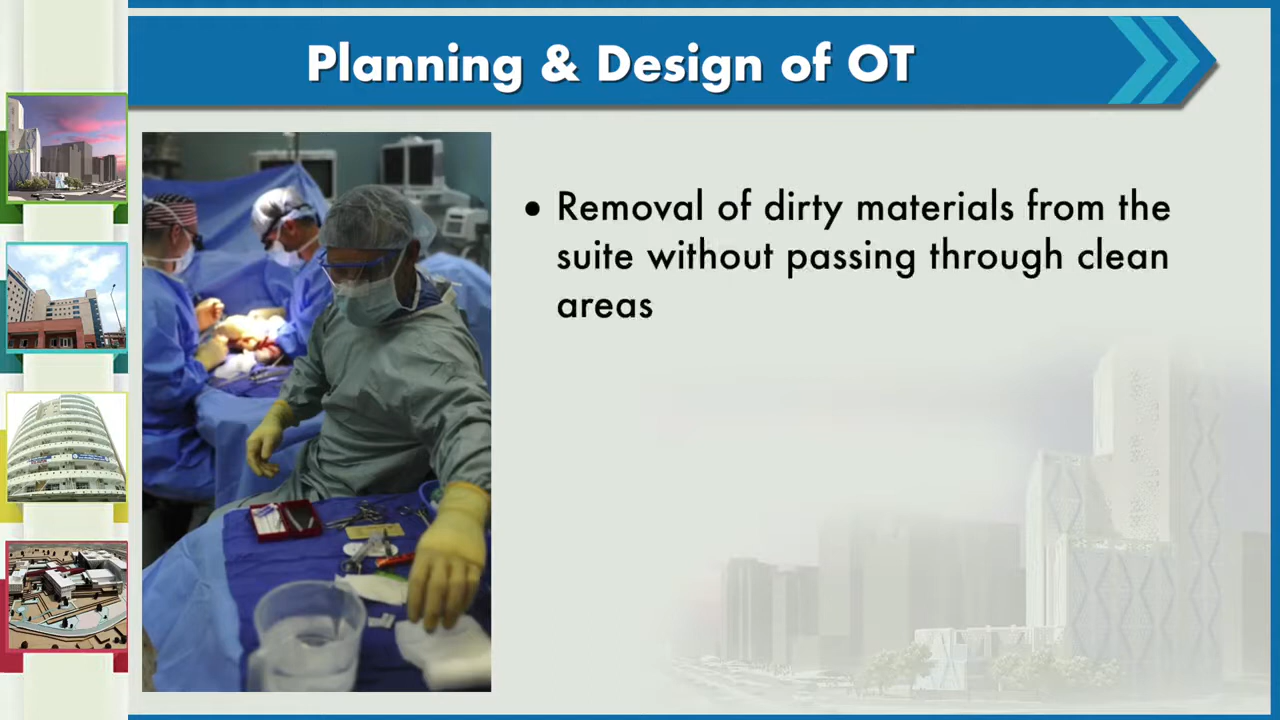 Planning & Design of OT
• Removal of dirty materials from the
suite without passing through clean
areas